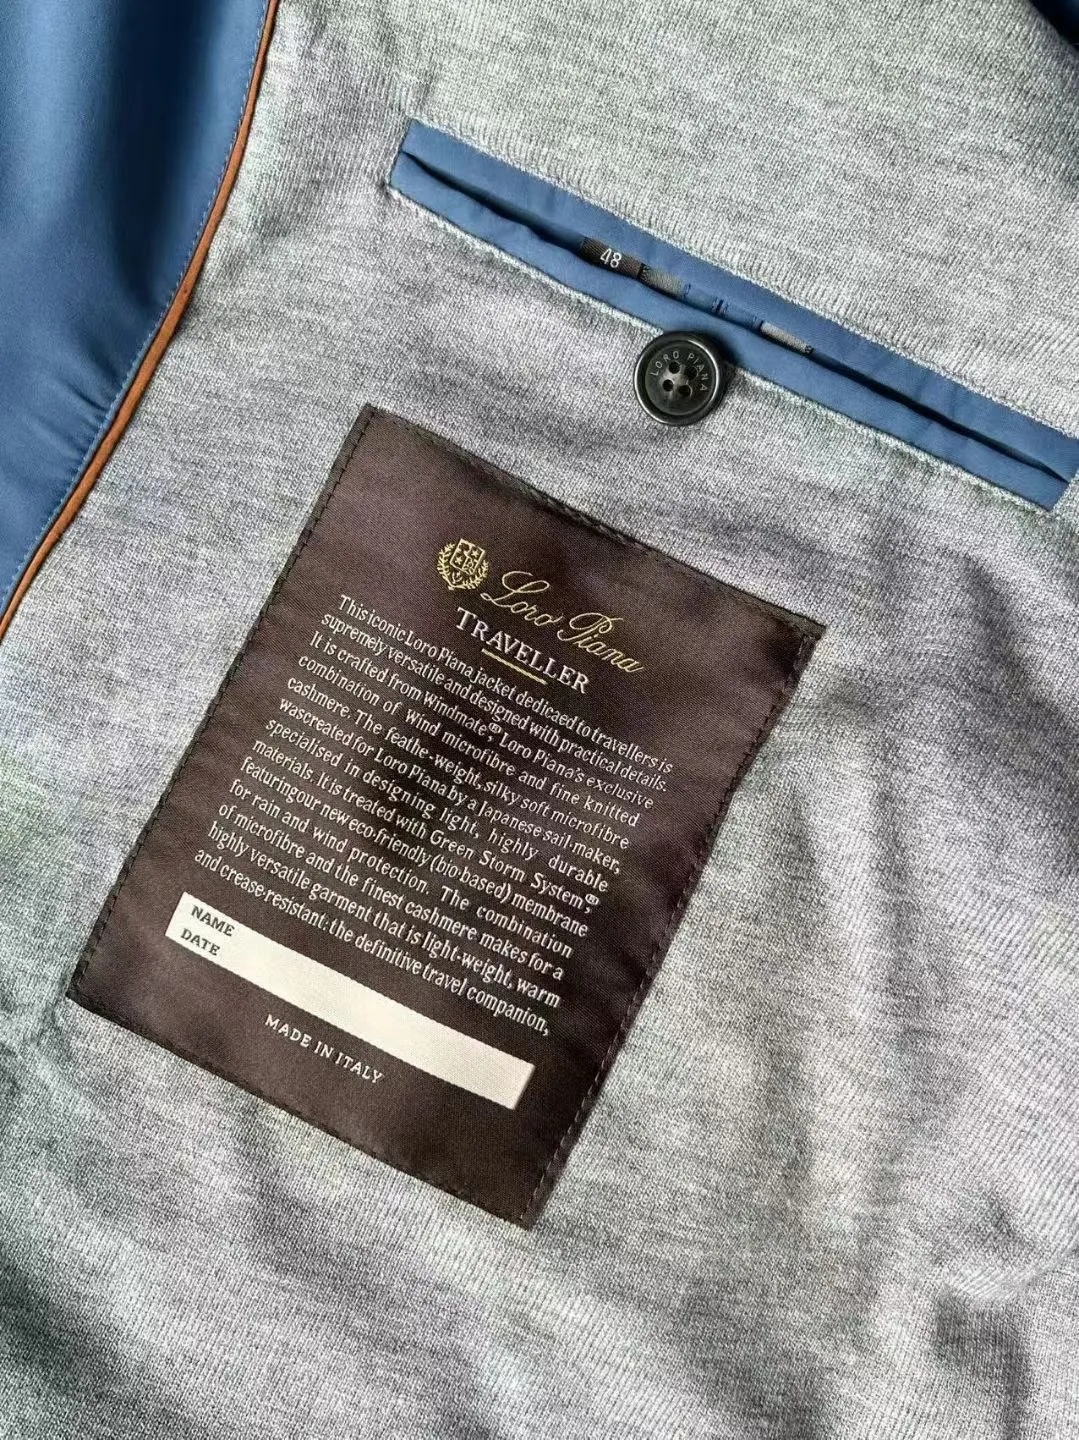 48
LORO PIANA
Loro Piana
TRAVELLER
This iconic Loro Piana jacket dedicaed to travellers is
supremely versatile and designed with practical details.
It is crafted from windmate®, Loro Piana's exclusive
combination of wind microfibre and fine knitted
cashmere. The feathe-weight, silky soft microfibre
wascreated for Loro Piana by a Japanese sail-maker,
specialised in designing light, highly durable
materials. It is treated with Green Storm System®,
featuringour new eco-friendly (bio-based) membrane
for rain and wind protection. The combination
of microfibre and the finest cashmere makes for a
highly versatile garment that is light-weight, warm
and crease-resistant: the definitive travel companion,
NAME
DATE
MADE IN ITALY